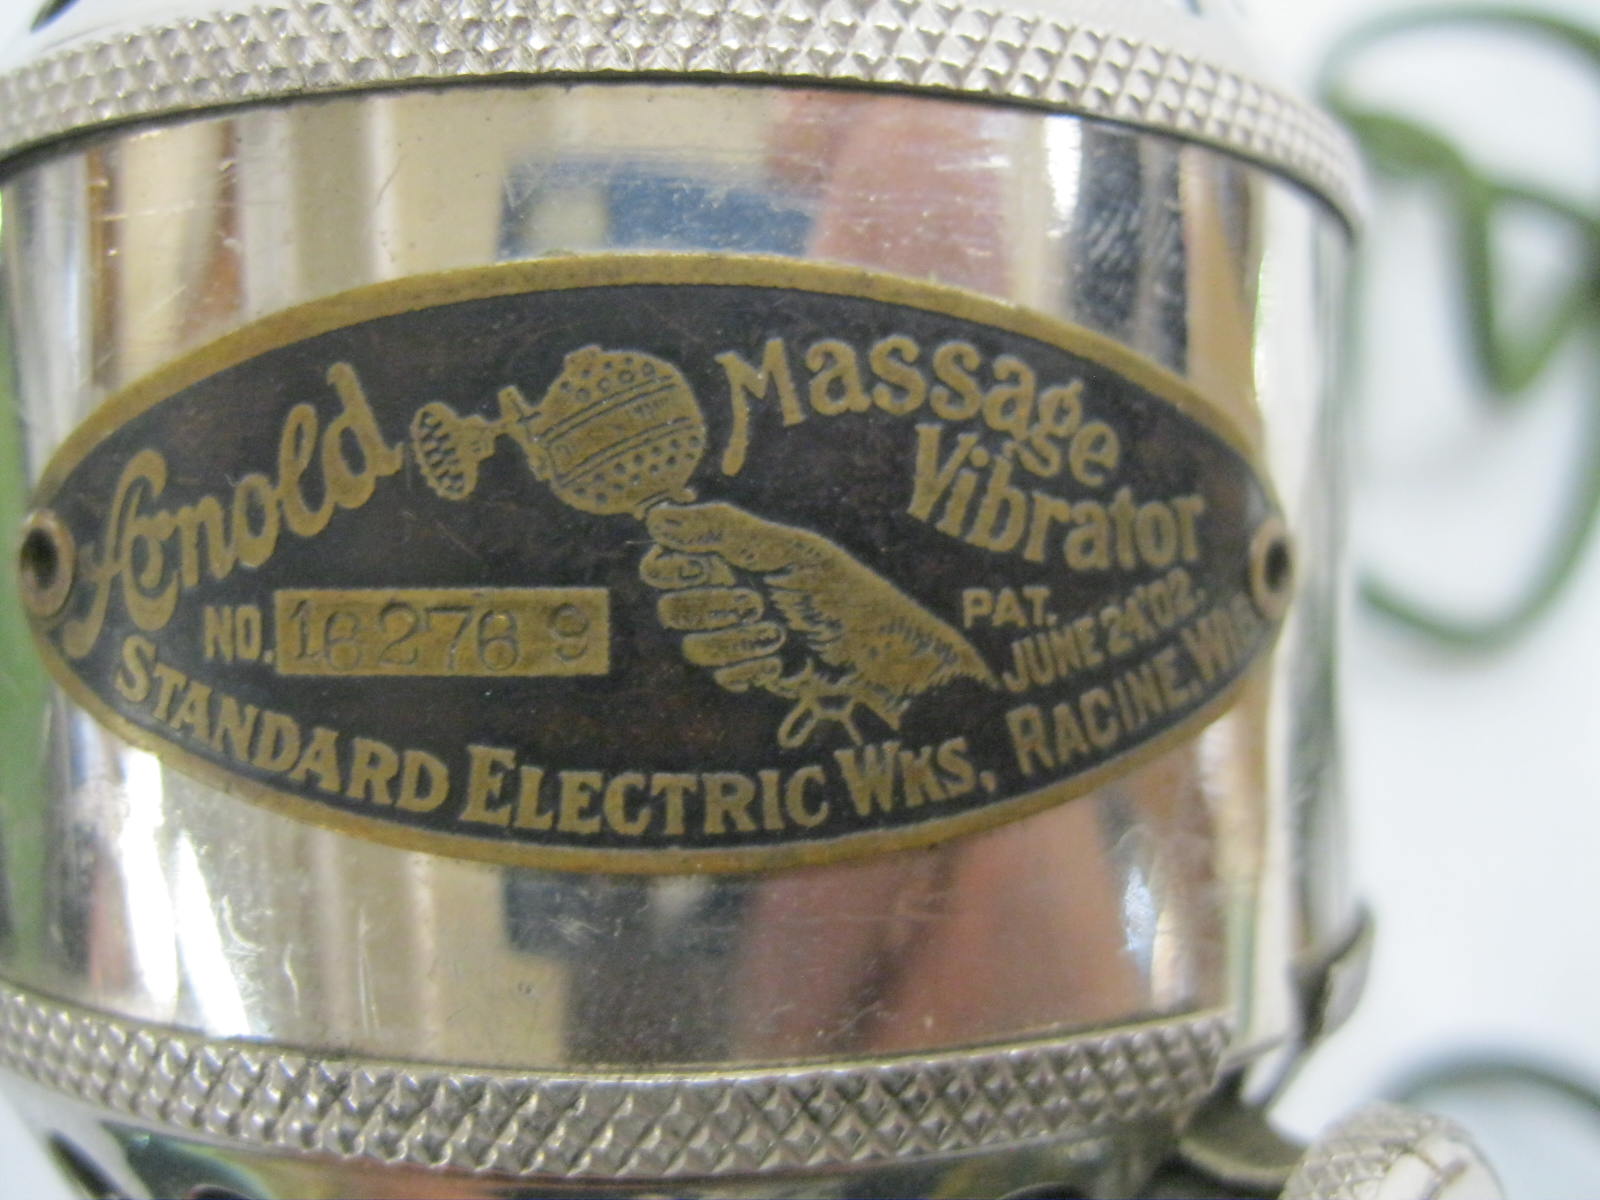 Arnold
Massage
Vibrator
PAT.
JUNE 24 '02.
NO. 162769
STANDARD ELECTRIC WKS, RACINE, WIS